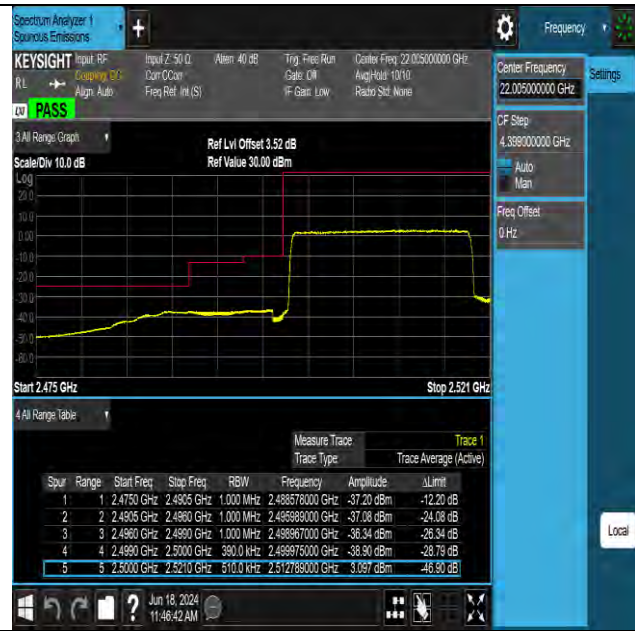 Spectrum Analyzer 1
Spurious Emissions
+
Frequency
KEYSIGHT Input: RF Input Z: 50 Ω Atten: 40 dB Trig: Free Run Center Freq: 22.005000000 GHz
RL Coupling: DC Corr CCorr Gate: Off Avg|Hold: 10/10
Align: Auto Freq Ref: Int (S) IF Gain: Low Radio Std: None
PASS
Center Frequency
22.005000000 GHz
Settings
CF Step
4.399000000 GHz
Auto
Man
Freq Offset
0 Hz
3 All Range Graph
Ref Lvl Offset 3.52 dB
Scale/Div 10.0 dB Ref Value 30.00 dBm
Log
20.0
10.0
0.00
-10.0
-20.0
-30.0
-40.0
-50.0
-60.0
Start 2.475 GHz Stop 2.521 GHz
4 All Range Table
Measure Trace Trace 1
Trace Type Trace Average (Active)
Spur Range Start Freq Stop Freq RBW Frequency Amplitude ΔLimit
1 1 2.4750 GHz 2.4905 GHz 1.000 MHz 2.488578000 GHz -37.20 dBm -12.20 dB
2 2 2.4905 GHz 2.4960 GHz 1.000 MHz 2.495989000 GHz -37.08 dBm -24.08 dB
3 3 2.4960 GHz 2.4990 GHz 1.000 MHz 2.498967000 GHz -36.34 dBm -26.34 dB
4 4 2.4990 GHz 2.5000 GHz 390.0 kHz 2.499975000 GHz -38.90 dBm -28.79 dB
5 5 2.5000 GHz 2.5210 GHz 510.0 kHz 2.512789000 GHz 3.097 dBm -46.90 dB
Local
?
Jun 18, 2024
11:46:42 AM